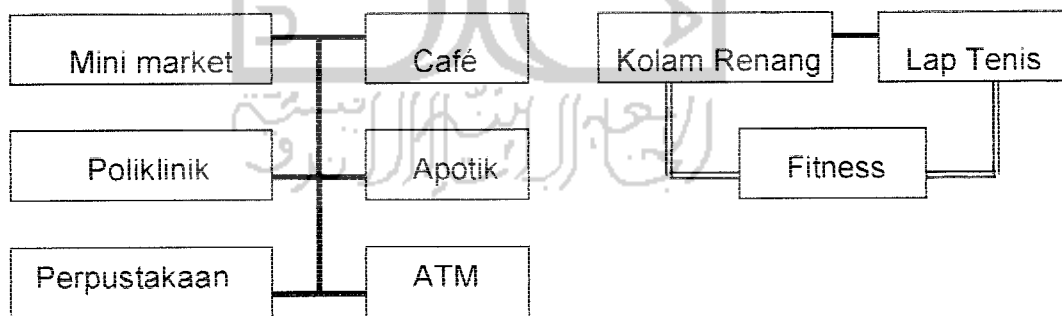 Mini market
Café
Kolam Renang
Lap Tenis
Poliklinik
Apotik
Fitness
Perpustakaan
ATM